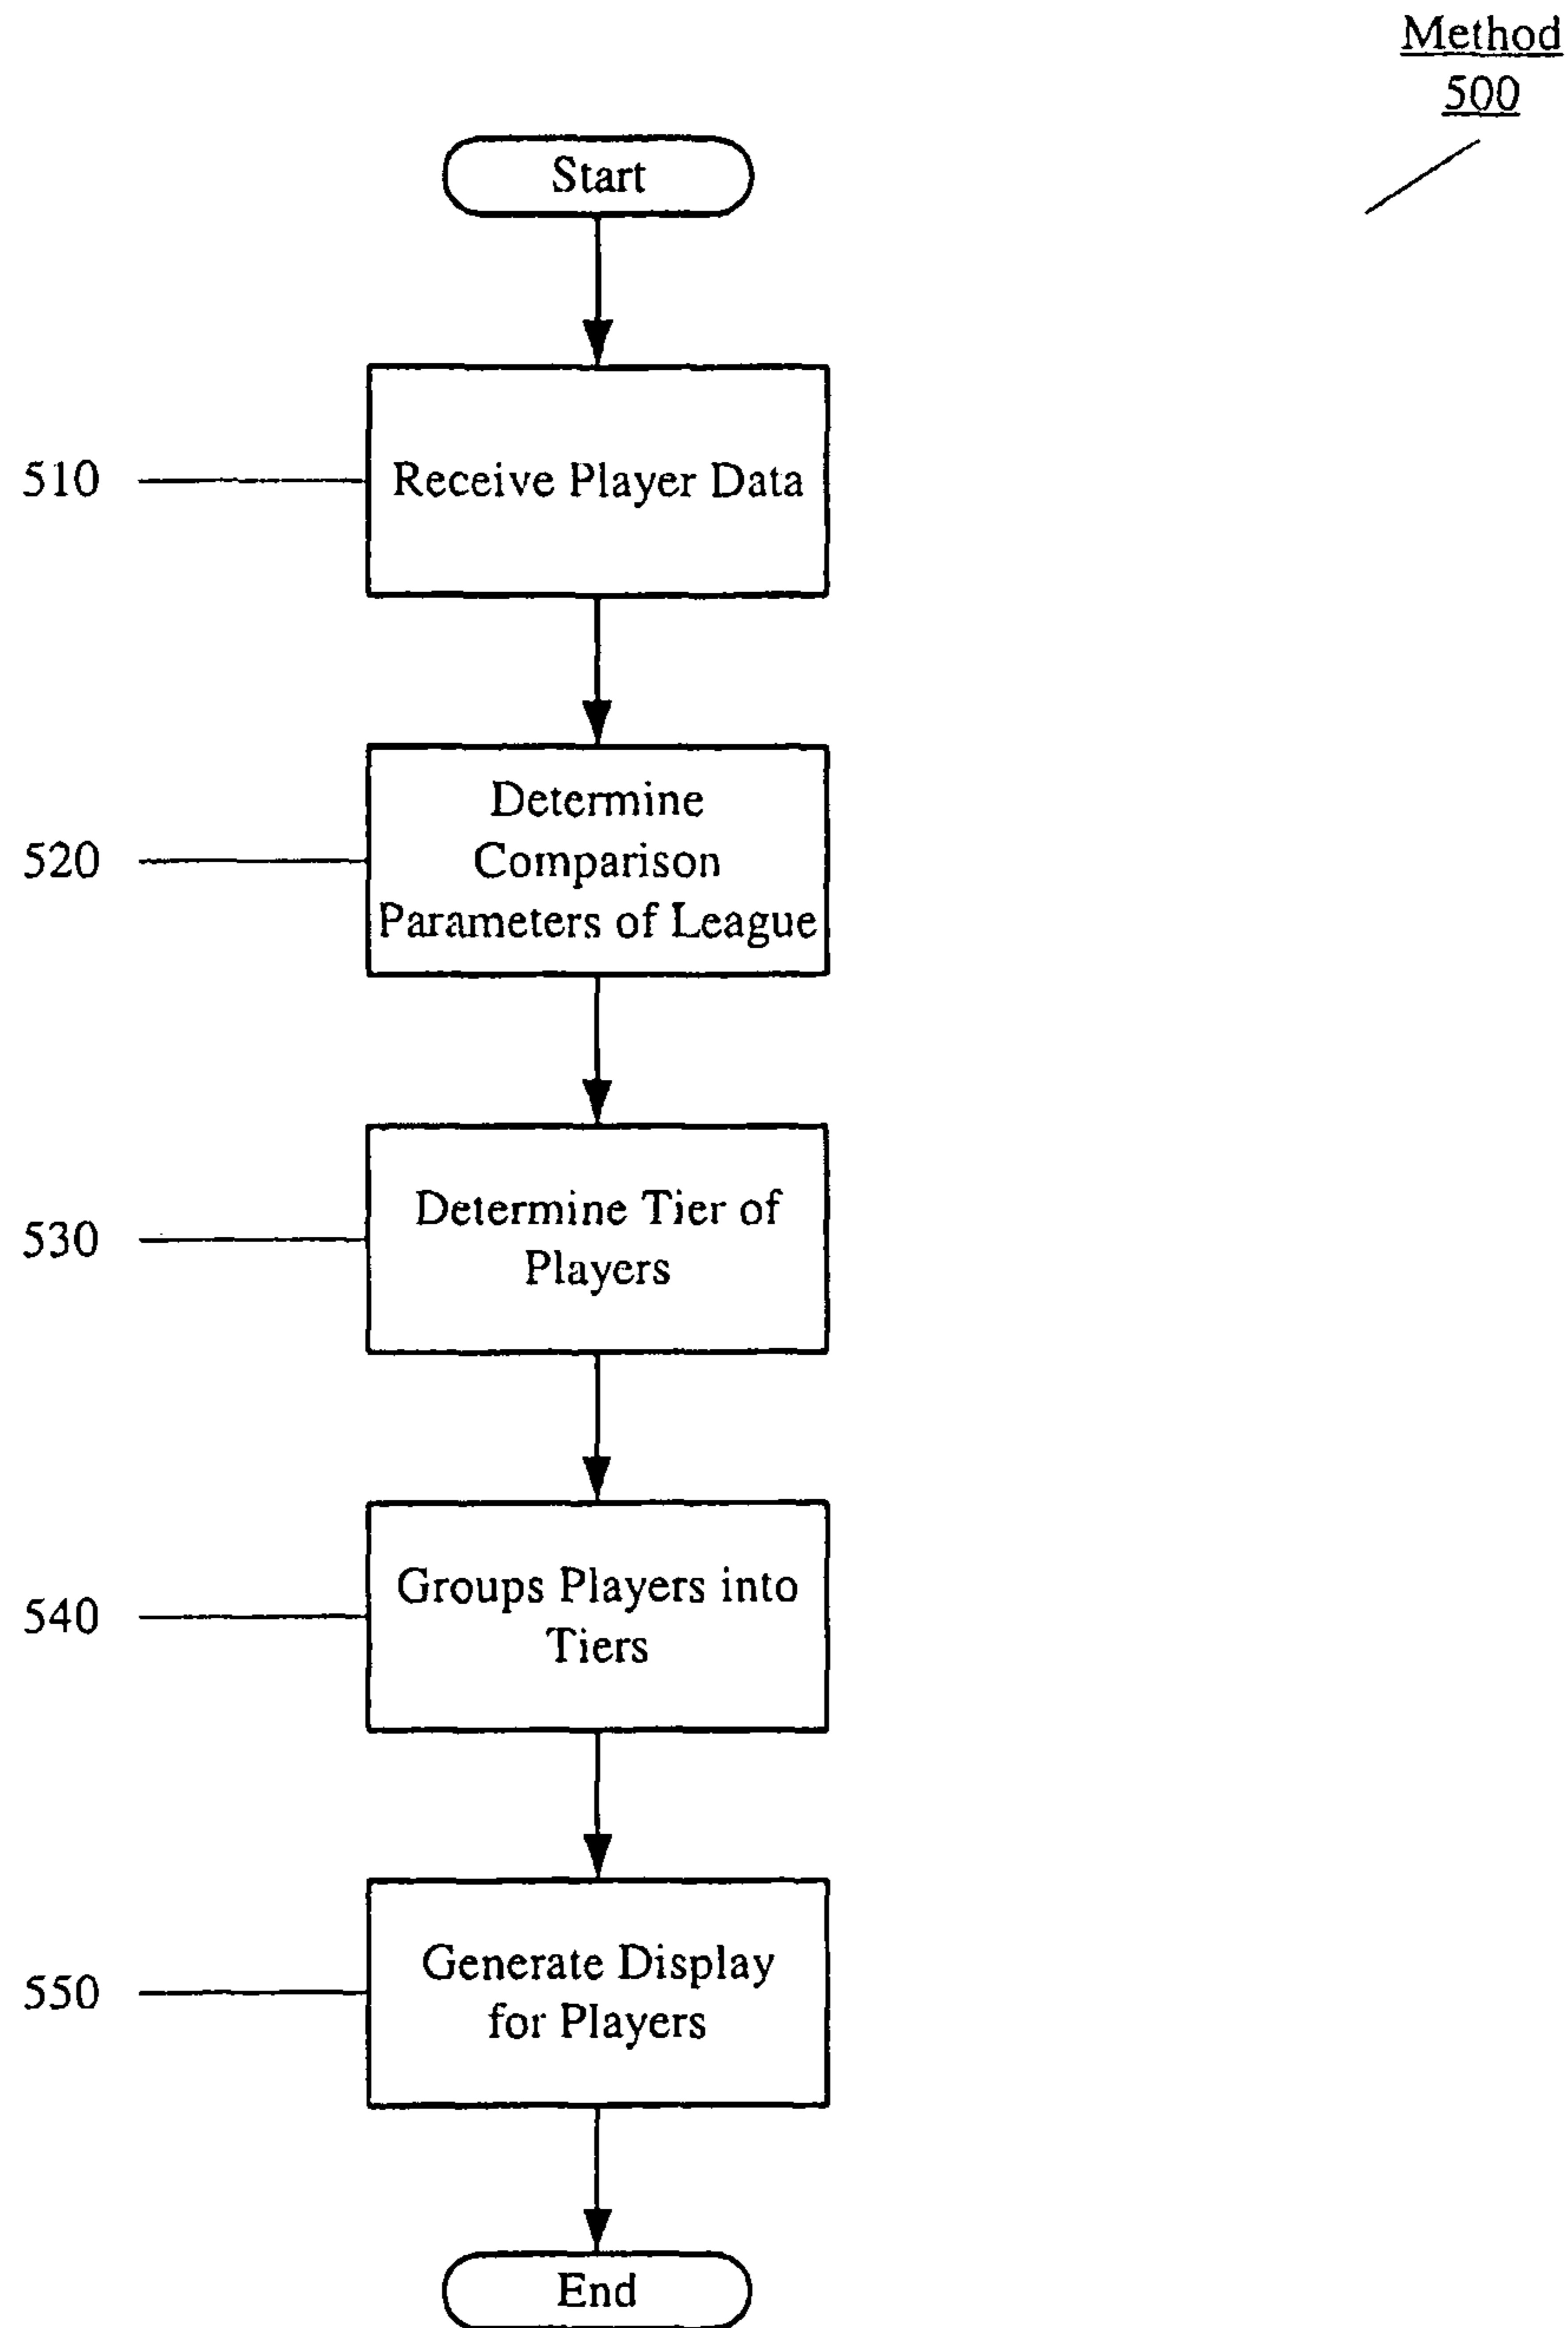 Method
500
Start
510
Receive Player Data
520
Determine
Comparison
Parameters of League
530
Determine Tier of
Players
540
Groups Players into
Tiers
550
Generate Display
for Players
End